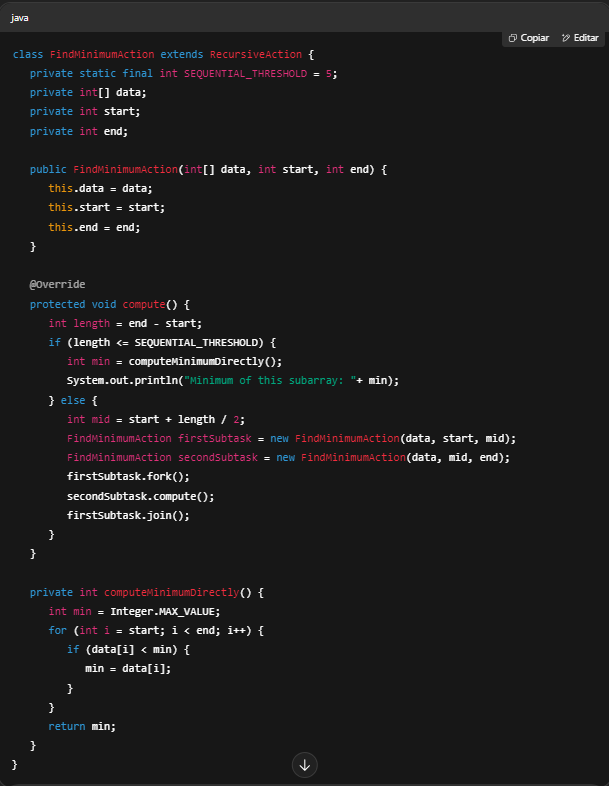 java
Copiar Editar
class FindMinimumAction extends RecursiveAction {
private static final int SEQUENTIAL_THRESHOLD = 5;
private int[] data;
private int start;
private int end;
public FindMinimumAction(int[] data, int start, int end) {
this.data = data;
this.start = start;
this.end = end;
}
@Override
protected void compute() {
int length = end - start;
if (length <= SEQUENTIAL_THRESHOLD) {
int min = computeMinimumDirectly();
System.out.println("Minimum of this subarray: "+ min);
} else {
int mid = start + length / 2;
FindMinimumAction firstSubtask = new FindMinimumAction(data, start, mid);
FindMinimumAction secondSubtask = new FindMinimumAction(data, mid, end);
firstSubtask.fork();
secondSubtask.compute();
firstSubtask.join();
}
}
private int computeMinimumDirectly() {
int min = Integer.MAX_VALUE;
for (int i = start; i < end; i++) {
if (data[i] < min) {
min = data[i];
}
}
return min;
}
}